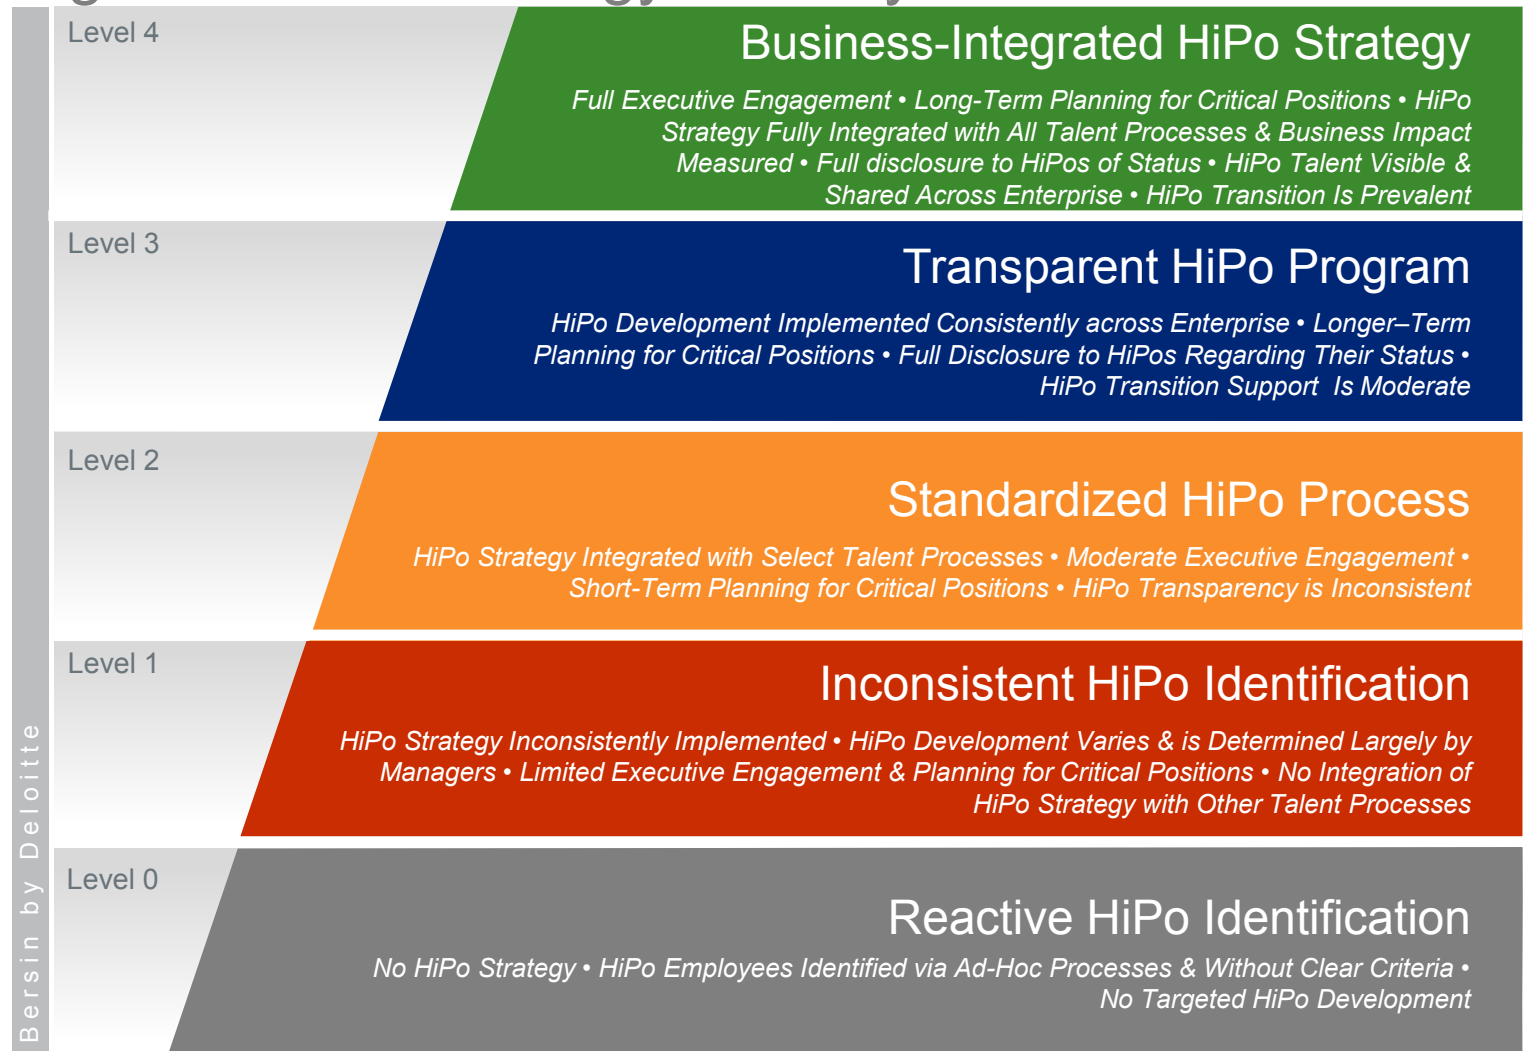 Level 4
Business-Integrated HiPo Strategy
Full Executive Engagement • Long-Term Planning for Critical Positions • HiPo
Strategy Fully Integrated with All Talent Processes & Business Impact
Measured • Full disclosure to HiPos of Status • HiPo Talent Visible &
Shared Across Enterprise • HiPo Transition Is Prevalent
Level 3
Transparent HiPo Program
HiPo Development Implemented Consistently across Enterprise • Longer–Term
Planning for Critical Positions • Full Disclosure to HiPos Regarding Their Status •
HiPo Transition Support  Is Moderate
Level 2
Standardized HiPo Process
HiPo Strategy Integrated with Select Talent Processes • Moderate Executive Engagement •
Short-Term Planning for Critical Positions • HiPo Transparency is Inconsistent
Level 1
Inconsistent HiPo Identification
HiPo Strategy Inconsistently Implemented • HiPo Development Varies & is Determined Largely by
Managers • Limited Executive Engagement & Planning for Critical Positions • No Integration of
HiPo Strategy with Other Talent Processes
Level 0
Reactive HiPo Identification
No HiPo Strategy • HiPo Employees Identified via Ad-Hoc Processes & Without Clear Criteria •
No Targeted HiPo Development
Bersin by Deloitte